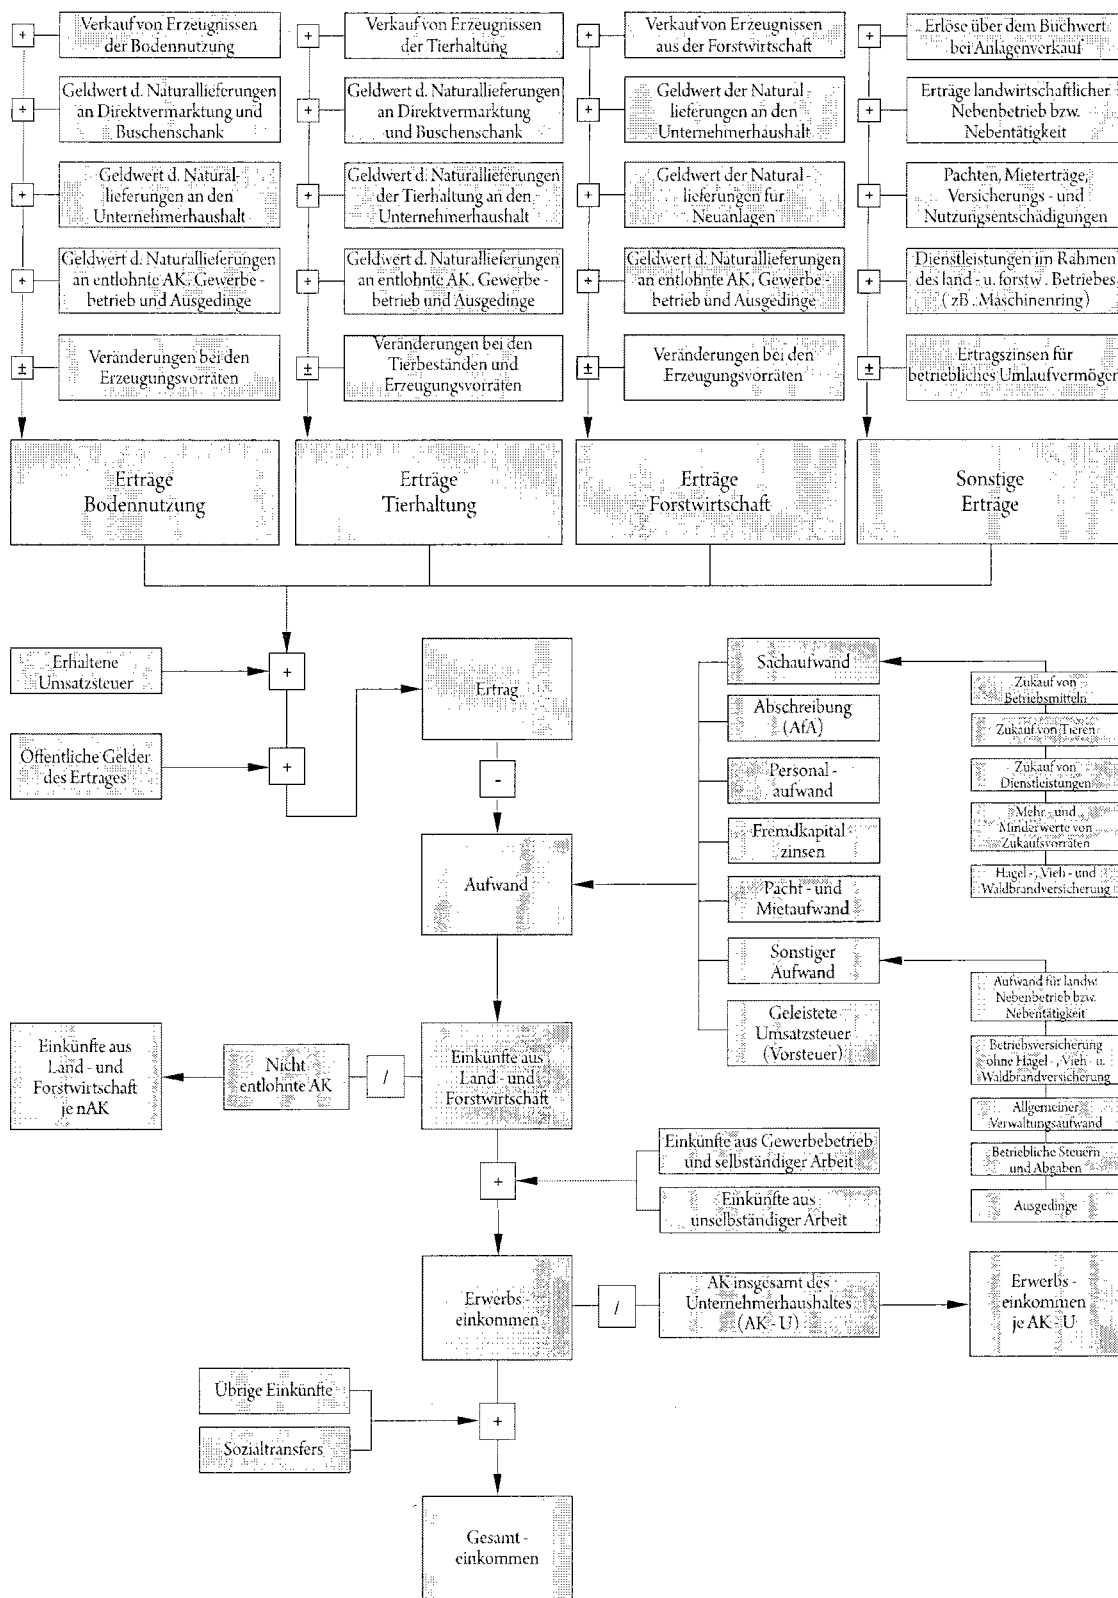 +
Verkauf von Erzeugnissen
der Bodennutzung
+
Geldwert d. Naturallieferungen
an Direktvermarktung und
Buschenschank
+
Geldwert d. Natural-
lieferungen an den
Unternehmerhaushalt
+
Geldwert d. Naturallieferungen
an entlohnte AK, Gewerbe-
betrieb und Ausgedinge
±
Veränderungen bei den
Erzeugungsvorräten
Erträge
Bodennutzung
+
Verkauf von Erzeugnissen
der Tierhaltung
+
Geldwert d. Naturallieferungen
an Direktvermarktung
und Buschenschank
+
Geldwert d. Naturallieferungen
der Tierhaltung an den
Unternehmerhaushalt
+
Geldwert d. Naturallieferungen
an entlohnte AK, Gewerbe-
betrieb und Ausgedinge
±
Veränderungen bei den
Tierbeständen und
Erzeugungsvorräten
Erträge
Tierhaltung
+
Verkauf von Erzeugnissen
aus der Forstwirtschaft
+
Geldwert der Natural-
lieferungen an den
Unternehmerhaushalt
+
Geldwert der Natural-
lieferungen für
Neuanlagen
+
Geldwert d. Naturallieferungen
an entlohnte AK, Gewerbe-
betrieb und Ausgedinge
±
Veränderungen bei den
Erzeugungsvorräten
Erträge
Forstwirtschaft
+
Erlöse über dem Buchwert
bei Anlagenverkauf
+
Erträge landwirtschaftlicher
Nebenbetrieb bzw.
Nebentätigkeit
+
Pachten, Mieterträge,
Versicherungs- und
Nutzungsentschädigungen
+
Dienstleistungen im Rahmen
des land- u. forstw. Betriebes
(zB. Maschinenring)
±
Ertragszinsen für
betriebliches Umlaufvermögen
Sonstige
Erträge
Erhaltene
Umsatzsteuer
+
Öffentliche Gelder
des Ertrages
+
Ertrag
-
Aufwand
Sachaufwand
Abschreibung
(AfA)
Personal-
aufwand
Fremdkapital-
zinsen
Pacht- und
Mietaufwand
Sonstiger
Aufwand
Geleistete
Umsatzsteuer
(Vorsteuer)
Zukauf von
Betriebsmitteln
Zukauf von Tieren
Zukauf von
Dienstleistungen
Mehr- und
Minderwerte von
Zukaufsvorräten
Hagel-, Vieh- und
Waldbrandversicherung
Aufwand für landw.
Nebenbetrieb bzw.
Nebentätigkeit
Betriebsversicherung
ohne Hagel-, Vieh- u.
Waldbrandversicherung
Allgemeiner
Verwaltungsaufwand
Betriebliche Steuern
und Abgaben
Ausgedinge
Einkünfte aus
Land- und
Forstwirtschaft
je nAK
Nicht
entlohnte AK
/
Einkünfte aus
Land- und
Forstwirtschaft
+
Einkünfte aus Gewerbebetrieb
und selbständiger Arbeit
Einkünfte aus
unselbständiger Arbeit
Erwerbs-
einkommen
/
AK insgesamt des
Unternehmerhaushaltes
(AK-U)
Erwerbs-
einkommen
je AK-U
Übrige Einkünfte
Sozialtransfers
+
Gesamt-
einkommen